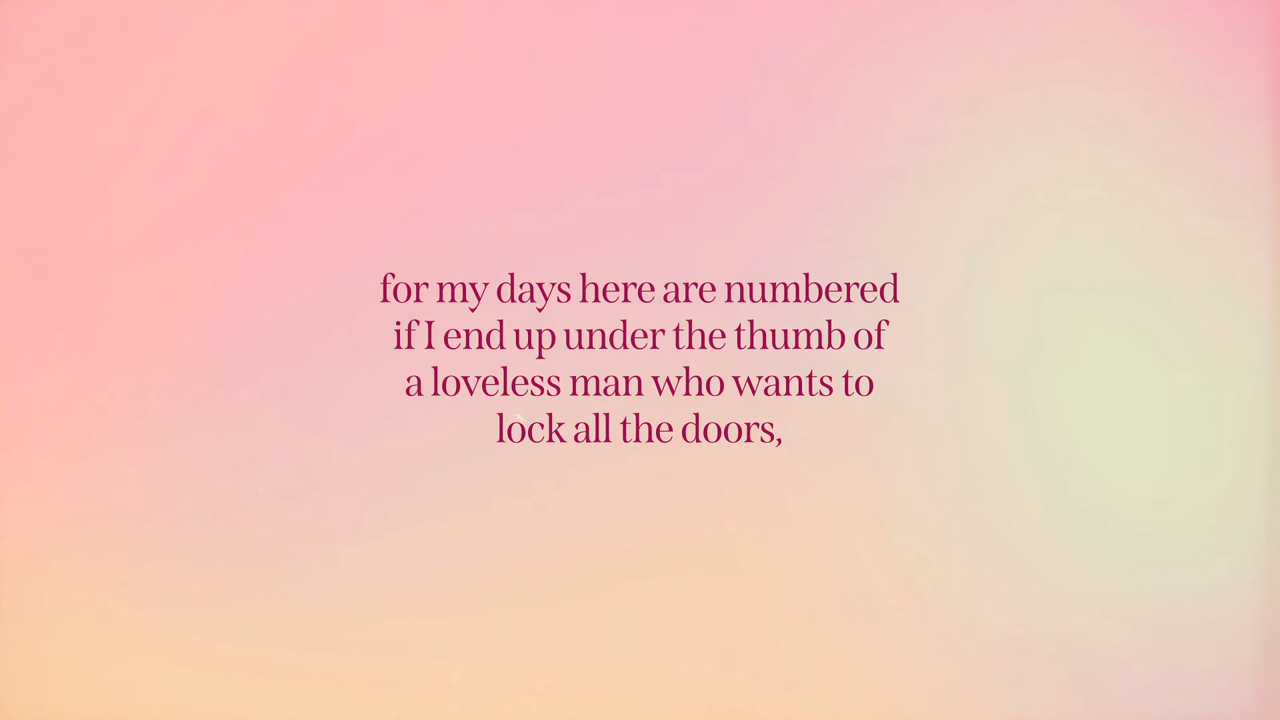 for my days here are numbered
if I end up under the thumb of
a loveless man who wants to
lock all the doors,